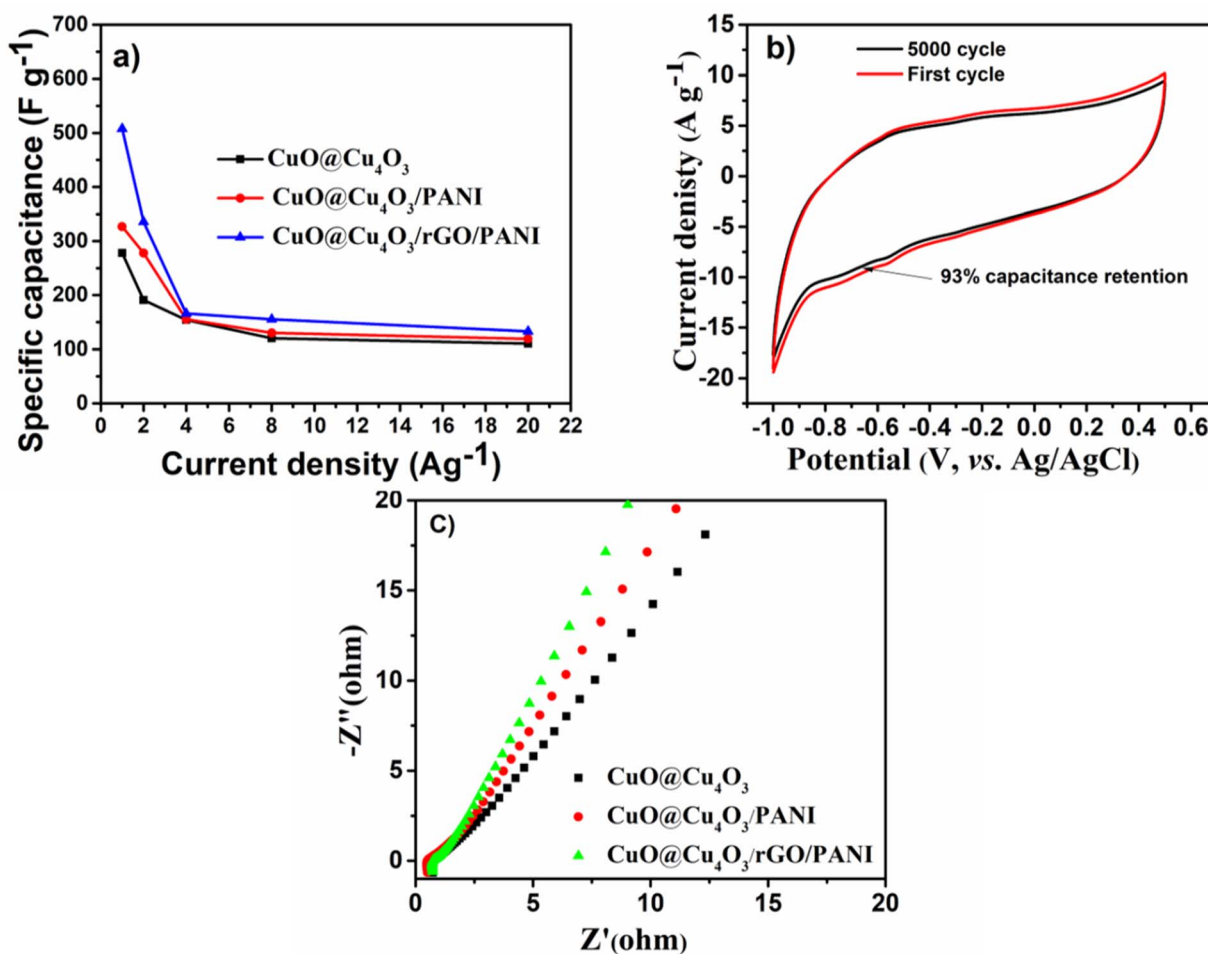 a)
Specific capacitance (F g⁻¹)
700
600
500
400
300
200
100
0
CuO@Cu₄O₃
CuO@Cu₄O₃/PANI
CuO@Cu₄O₃/rGO/PANI
0 2 4 6 8 10 12 14 16 18 20 22
Current density (Ag⁻¹)
b)
Current denisty (A g⁻¹)
15
10
5
0
-5
-10
-15
-20
5000 cycle
First cycle
93% capacitance retention
-1.0 -0.8 -0.6 -0.4 -0.2 0.0 0.2 0.4 0.6
Potential (V, vs. Ag/AgCl)
C)
-Z"(ohm)
20
15
10
5
0
CuO@Cu₄O₃
CuO@Cu₄O₃/PANI
CuO@Cu₄O₃/rGO/PANI
0 5 10 15 20
Z'(ohm)